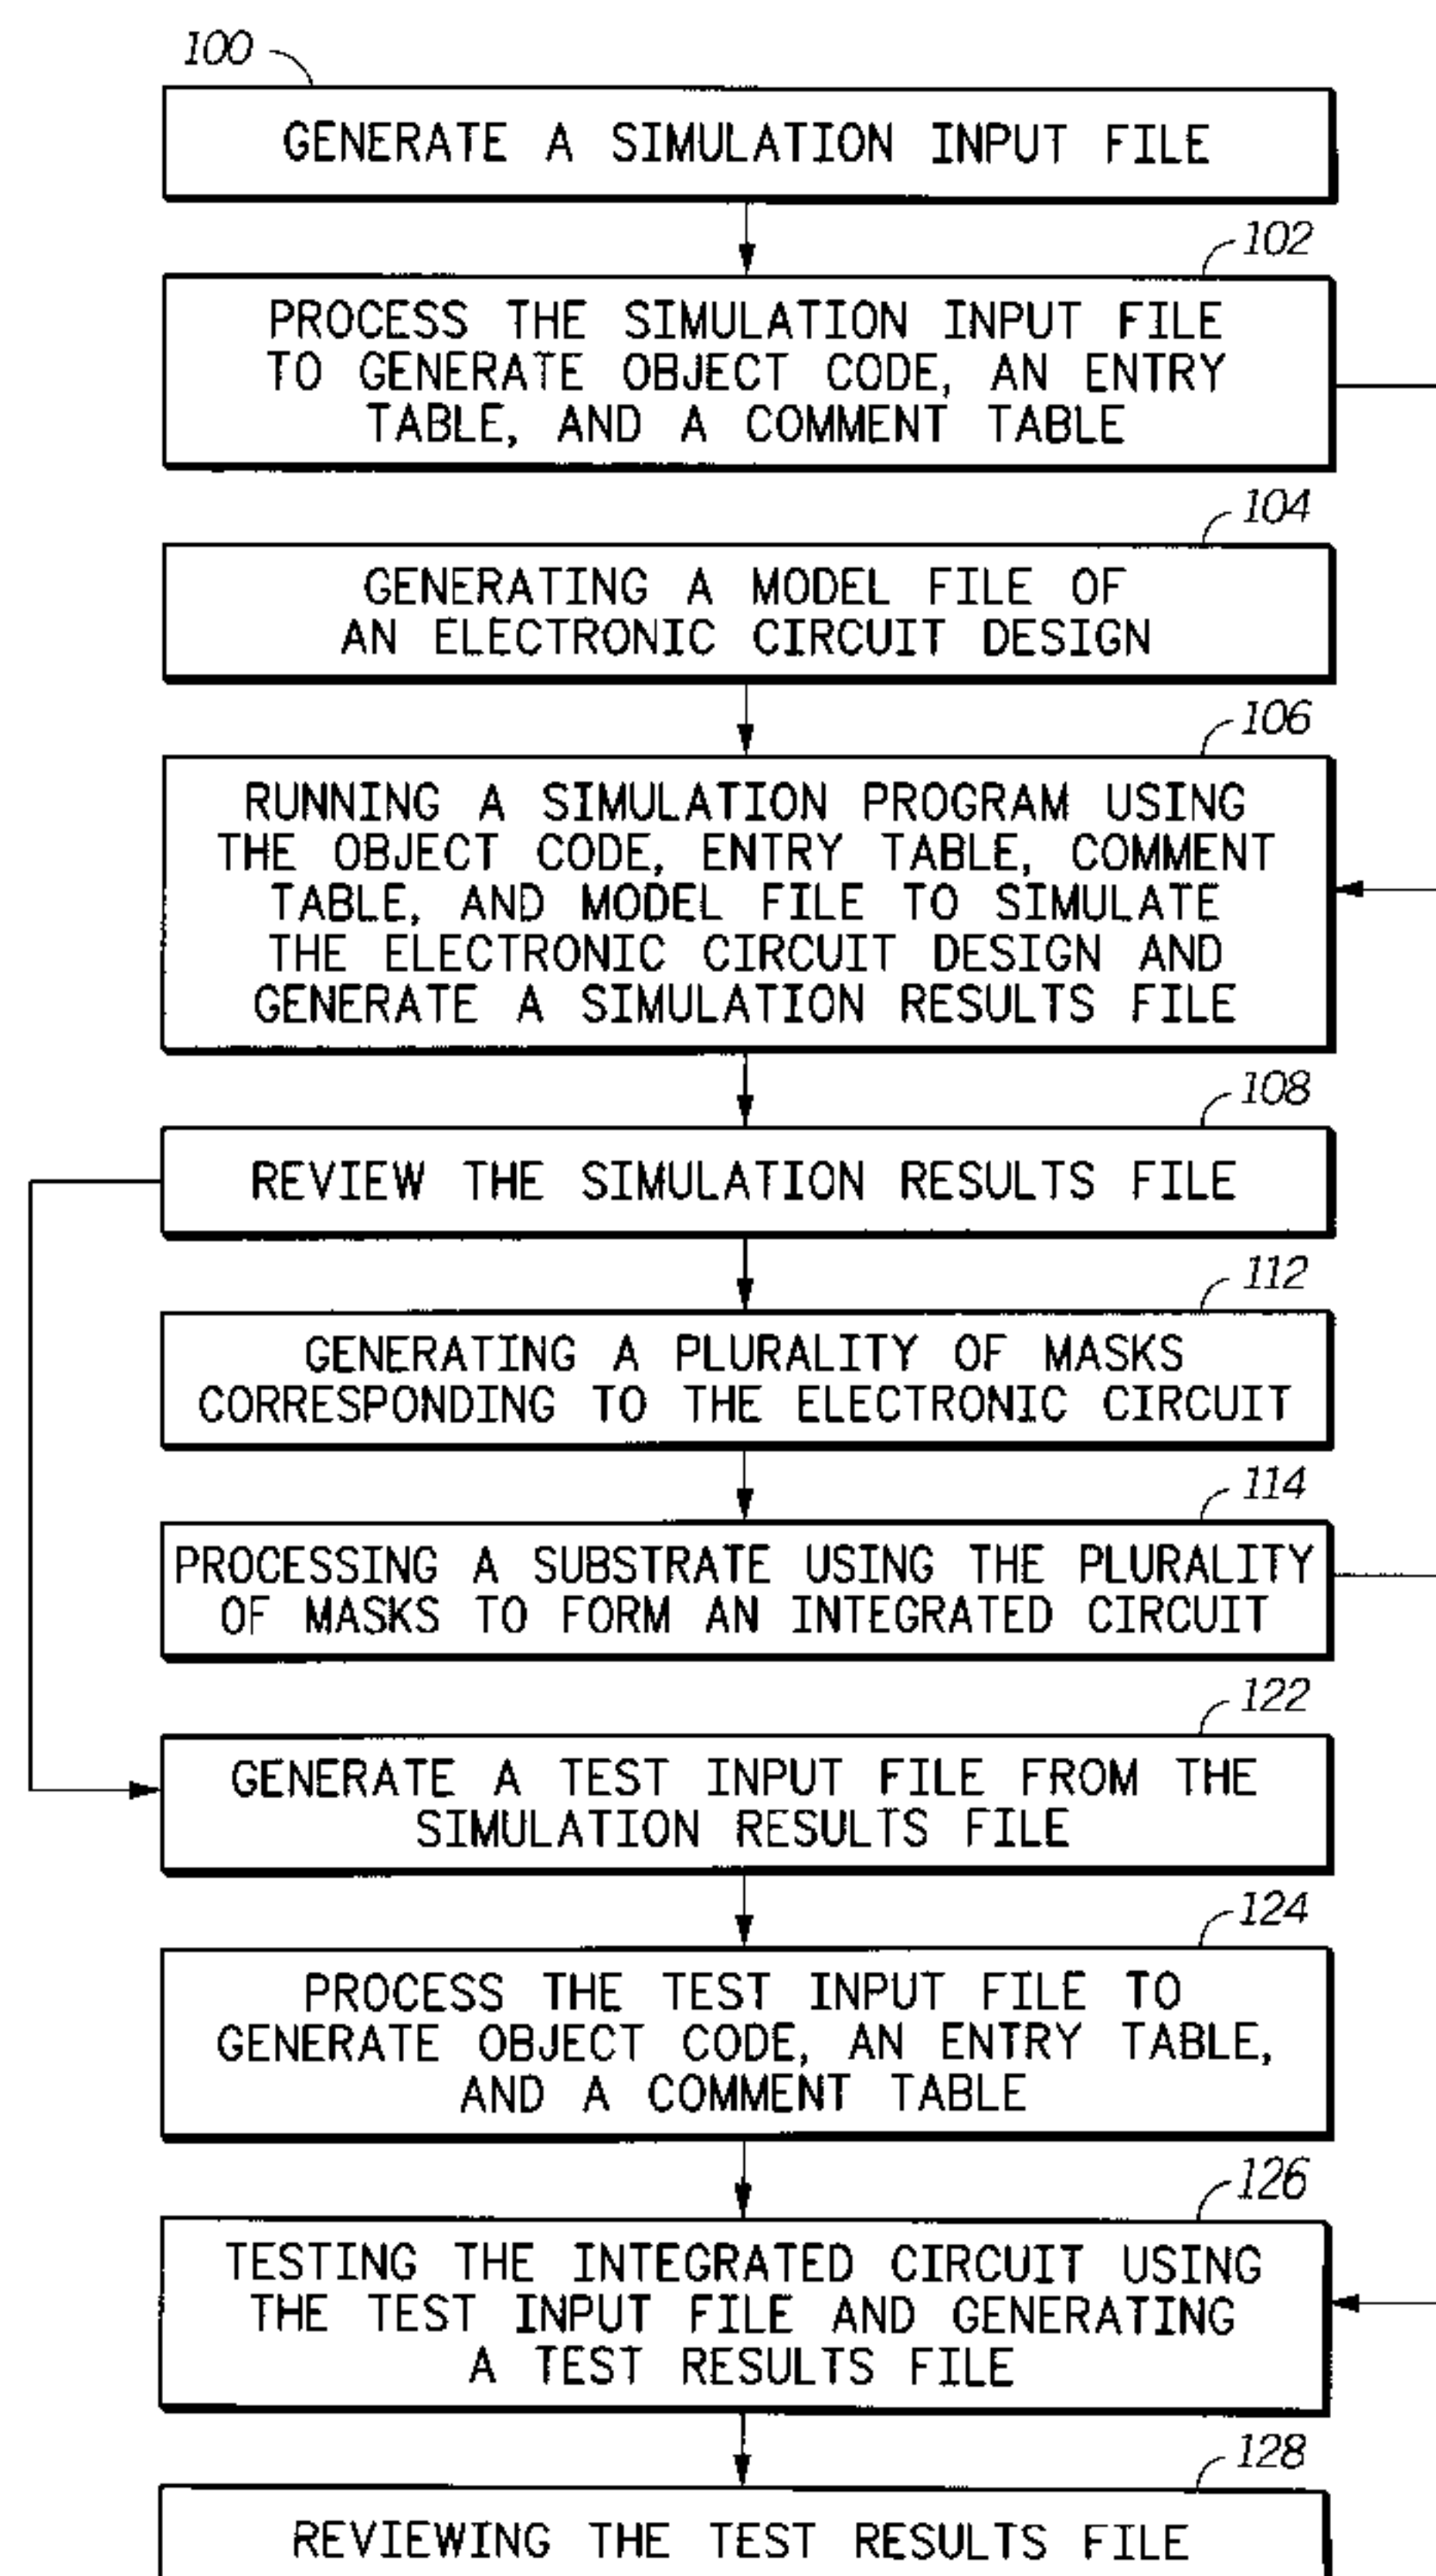 100
GENERATE A SIMULATION INPUT FILE
102
PROCESS THE SIMULATION INPUT FILE
TO GENERATE OBJECT CODE, AN ENTRY
TABLE, AND A COMMENT TABLE
104
GENERATING A MODEL FILE OF
AN ELECTRONIC CIRCUIT DESIGN
106
RUNNING A SIMULATION PROGRAM USING
THE OBJECT CODE, ENTRY TABLE, COMMENT
TABLE, AND MODEL FILE TO SIMULATE
THE ELECTRONIC CIRCUIT DESIGN AND
GENERATE A SIMULATION RESULTS FILE
108
REVIEW THE SIMULATION RESULTS FILE
112
GENERATING A PLURALITY OF MASKS
CORRESPONDING TO THE ELECTRONIC CIRCUIT
114
PROCESSING A SUBSTRATE USING THE PLURALITY
OF MASKS TO FORM AN INTEGRATED CIRCUIT
122
GENERATE A TEST INPUT FILE FROM THE
SIMULATION RESULTS FILE
124
PROCESS THE TEST INPUT FILE TO
GENERATE OBJECT CODE, AN ENTRY TABLE,
AND A COMMENT TABLE
126
TESTING THE INTEGRATED CIRCUIT USING
THE TEST INPUT FILE AND GENERATING
A TEST RESULTS FILE
128
REVIEWING THE TEST RESULTS FILE